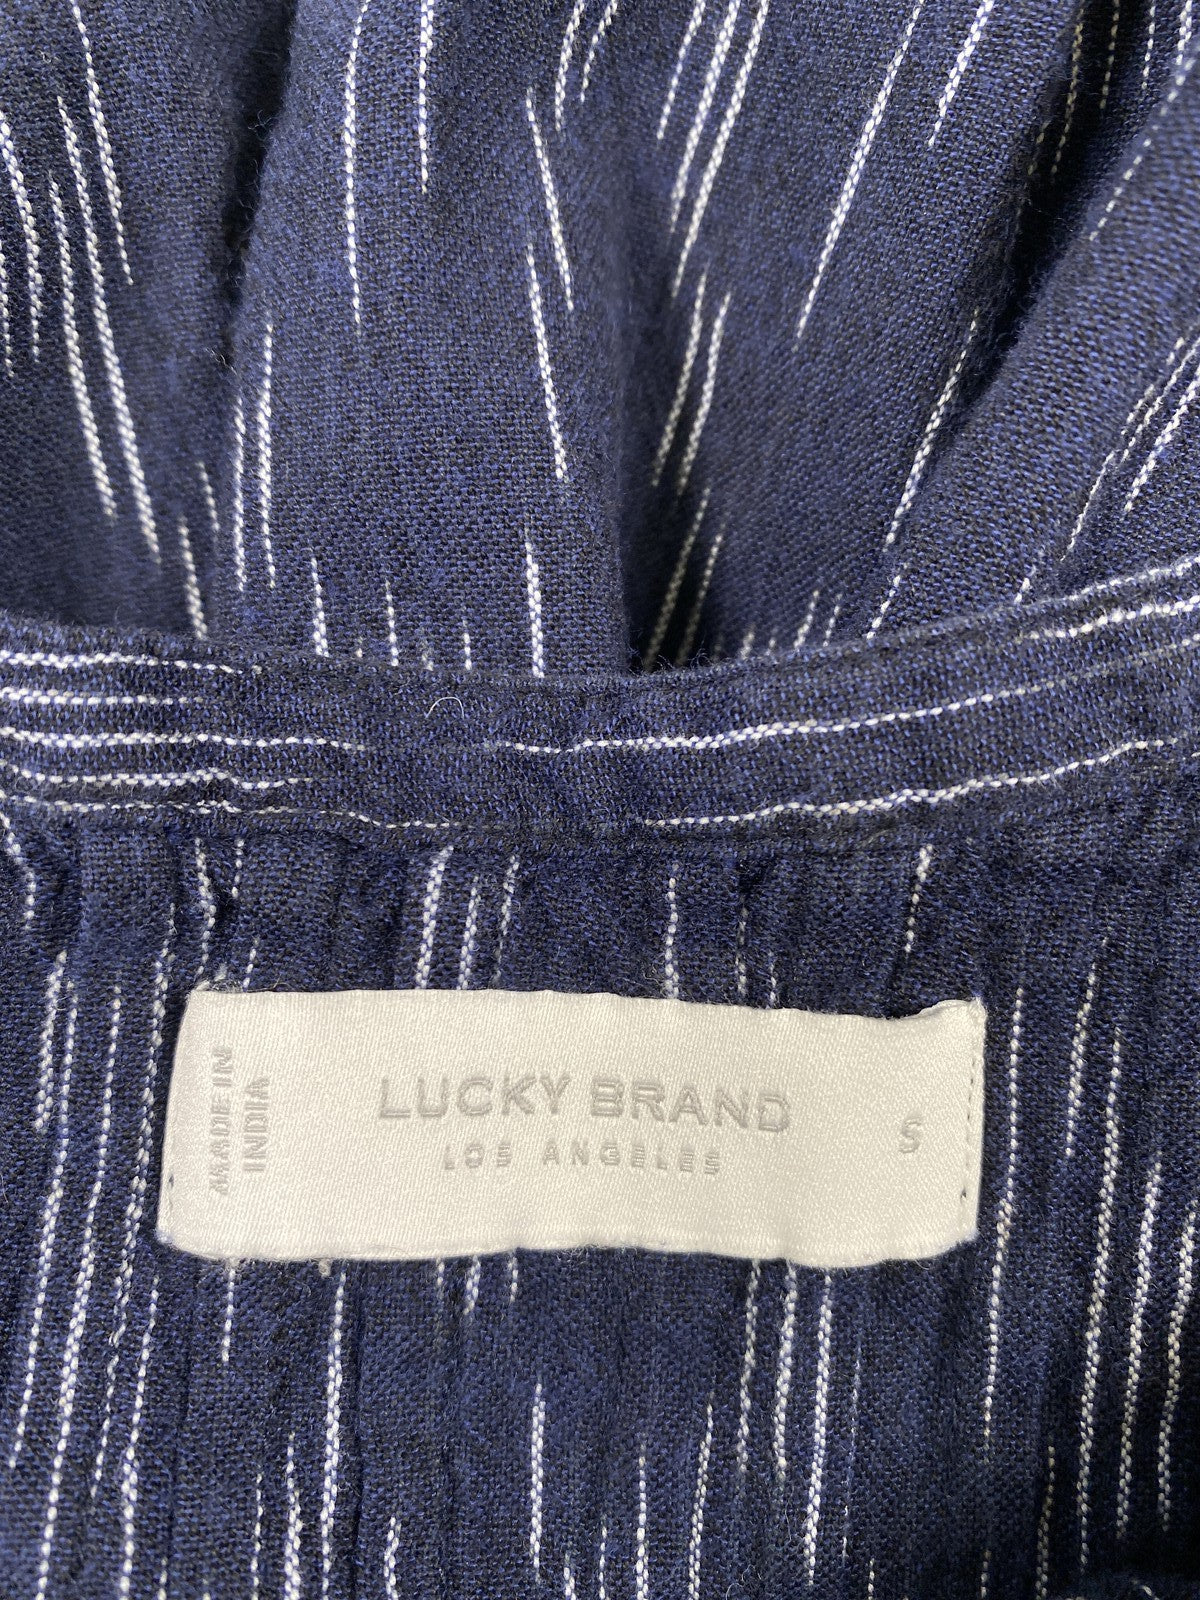 MADE IN
INDIA
LUCKY BRAND
LOS ANGELES
S